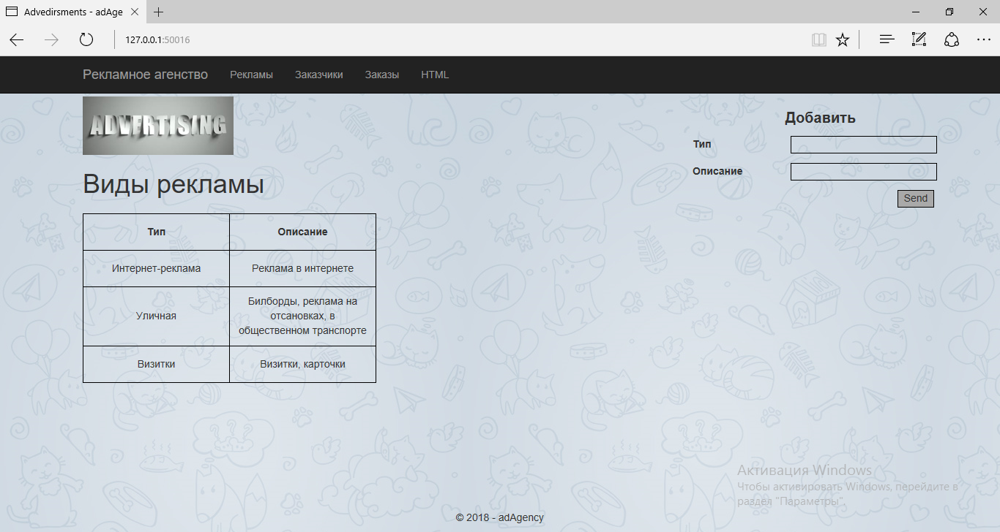 Advedirsments - adAge
127.0.0.1:50016
Рекламное агенство Рекламы Заказчики Заказы HTML
ADVERTISING
Виды рекламы
Тип Описание
Интернет-реклама Реклама в интернете
Уличная Билборды, реклама на
отсановках, в
общественном транспорте
Визитки Визитки, карточки
Добавить
Тип
Описание
Send
Активация Windows
Чтобы активировать Windows, перейдите в
раздел "Параметры".
© 2018 - adAgency